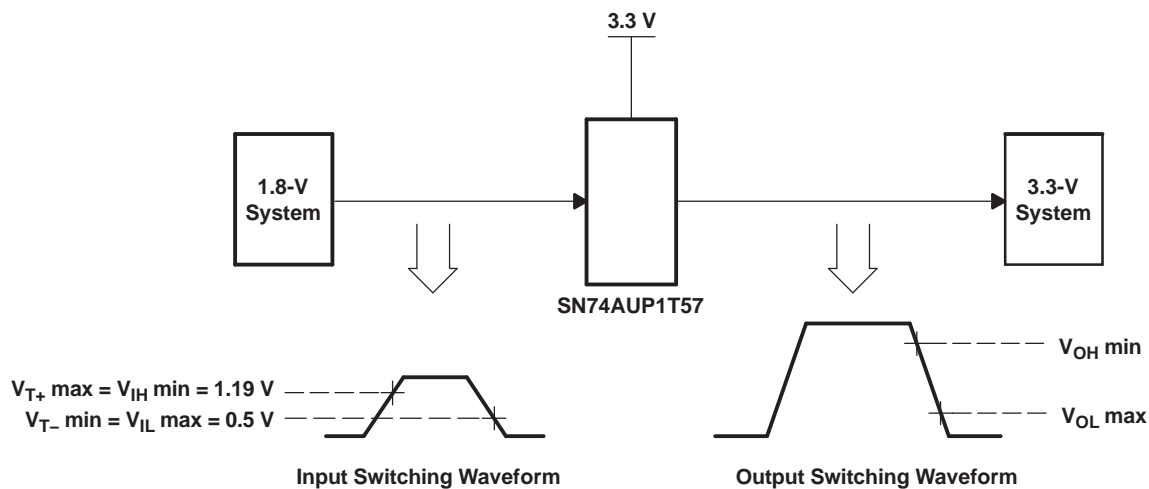 3.3 V
1.8-V
System
3.3-V
System
SN74AUP1T57
VOH min
VT+ max = VIH min = 1.19 V
VT− min = VIL max = 0.5 V
VOL max
Input Switching Waveform
Output Switching Waveform